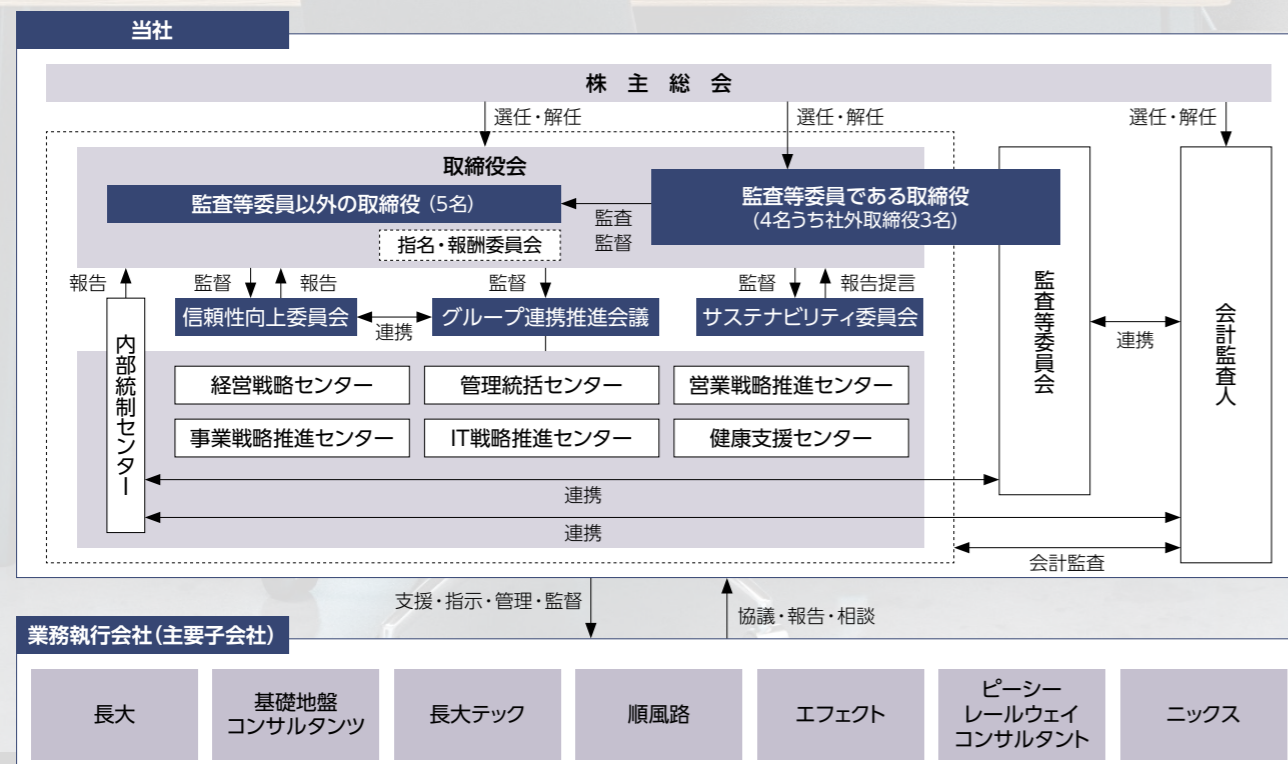 当社
株主総会
選任・解任
選任・解任
選任・解任
取締役会
監査等委員以外の取締役（5名）
監査等委員である取締役
（4名うち社外取締役3名）
監査
監督
指名・報酬委員会
報告
監督
報告
監督
監督
報告提言
信頼性向上委員会
連携
グループ連携推進会議
サステナビリティ委員会
監査等委員会
連携
会計監査人
内部統制センター
経営戦略センター
管理統括センター
営業戦略推進センター
事業戦略推進センター
IT戦略推進センター
健康支援センター
連携
連携
会計監査
支援・指示・管理・監督
協議・報告・相談
業務執行会社（主要子会社）
長大
基礎地盤
コンサルタンツ
長大テック
順風路
エフェクト
ピーシー
レールウェイ
コンサルタント
ニックス